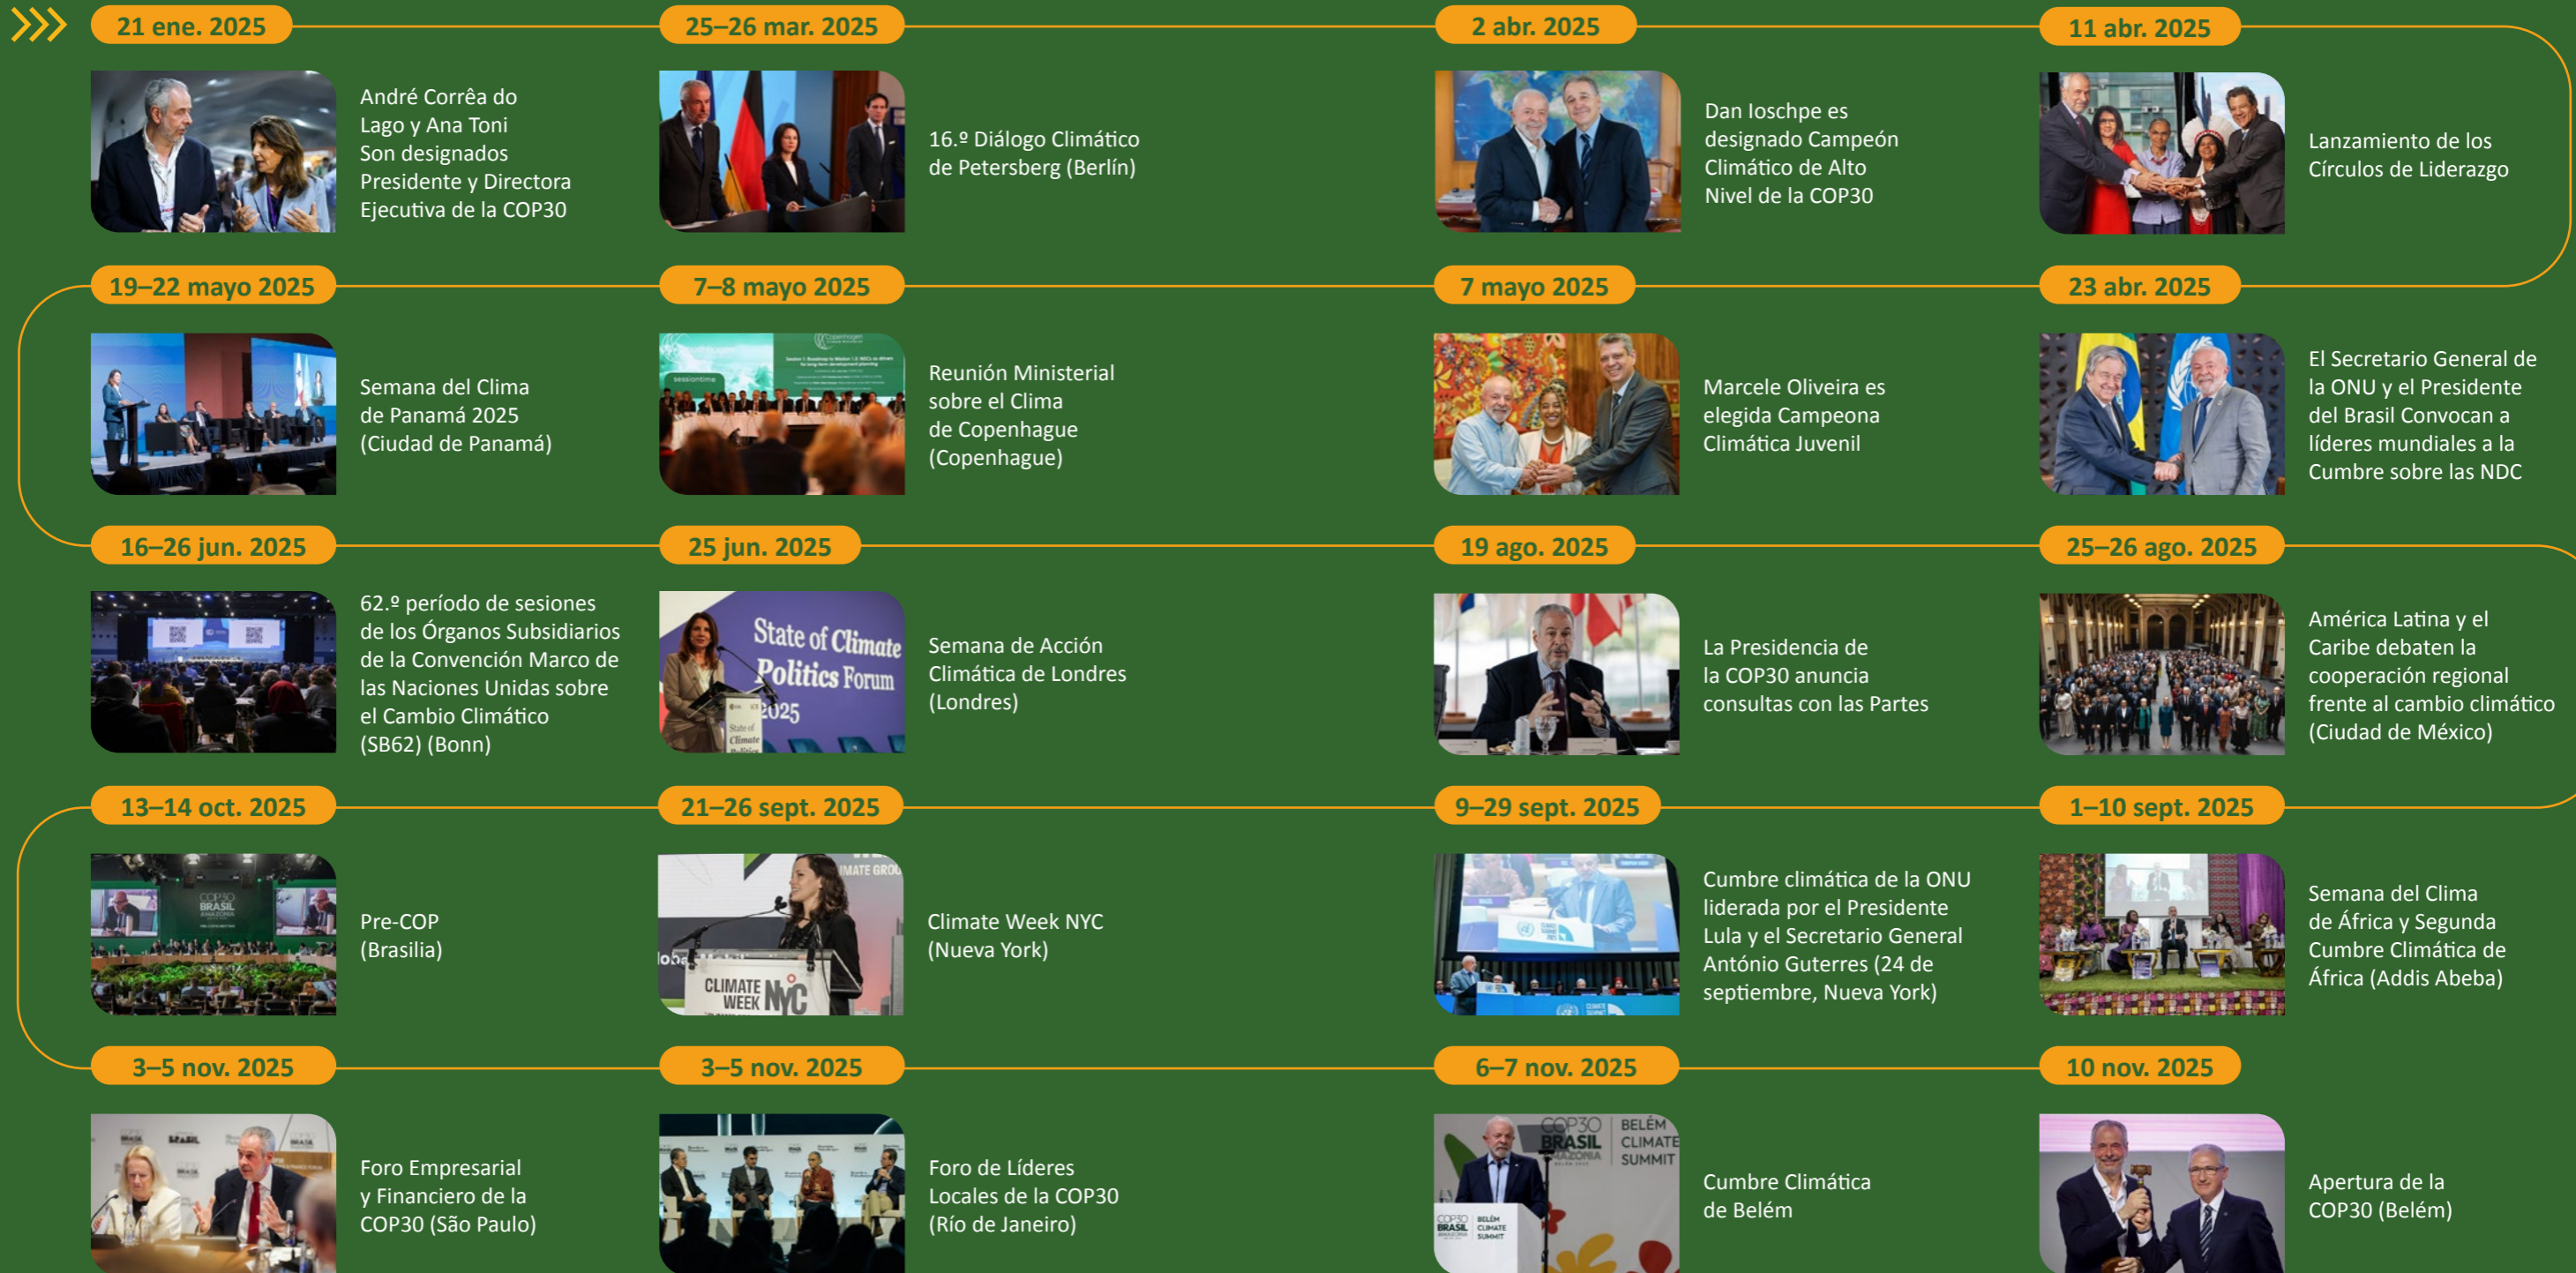 21 ene. 2025
André Corrêa do
Lago y Ana Toni
Son designados
Presidente y Directora
Ejecutiva de la COP30
25–26 mar. 2025
16.º Diálogo Climático
de Petersberg (Berlín)
2 abr. 2025
Dan Ioschpe es
designado Campeón
Climático de Alto
Nivel de la COP30
11 abr. 2025
Lanzamiento de los
Círculos de Liderazgo
23 abr. 2025
El Secretario General de
la ONU y el Presidente
del Brasil Convocan a
líderes mundiales a la
Cumbre sobre las NDC
7 mayo 2025
Marcele Oliveira es
elegida Campeona
Climática Juvenil
7–8 mayo 2025
sessiontime
Reunión Ministerial
sobre el Clima
de Copenhague
(Copenhague)
19–22 mayo 2025
Semana del Clima
de Panamá 2025
(Ciudad de Panamá)
16–26 jun. 2025
62.º período de sesiones
de los Órganos Subsidiarios
de la Convención Marco de
las Naciones Unidas sobre
el Cambio Climático
(SB62) (Bonn)
25 jun. 2025
State of Climate
Politics Forum
2025
State of
Climate
Semana de Acción
Climática de Londres
(Londres)
19 ago. 2025
La Presidencia de
la COP30 anuncia
consultas con las Partes
25–26 ago. 2025
América Latina y el
Caribe debaten la
cooperación regional
frente al cambio climático
(Ciudad de México)
1–10 sept. 2025
Semana del Clima
de África y Segunda
Cumbre Climática de
África (Addis Abeba)
9–29 sept. 2025
Cumbre climática de la ONU
liderada por el Presidente
Lula y el Secretario General
António Guterres (24 de
septiembre, Nueva York)
21–26 sept. 2025
CLIMATE
WEEK NYC
Climate Week NYC
(Nueva York)
13–14 oct. 2025
COP30
BRASIL
AMAZONIA
Pre-COP
(Brasilia)
3–5 nov. 2025
BRASIL
Foro Empresarial
y Financiero de la
COP30 (São Paulo)
3–5 nov. 2025
Foro de Líderes
Locales de la COP30
(Río de Janeiro)
6–7 nov. 2025
COP30
BRASIL
AMAZONIA
BELÉM
CLIMATE
SUMMIT
COP30
BRASIL
BELÉM
CLIMATE
SUMMIT
Cumbre Climática
de Belém
10 nov. 2025
Apertura de la
COP30 (Belém)